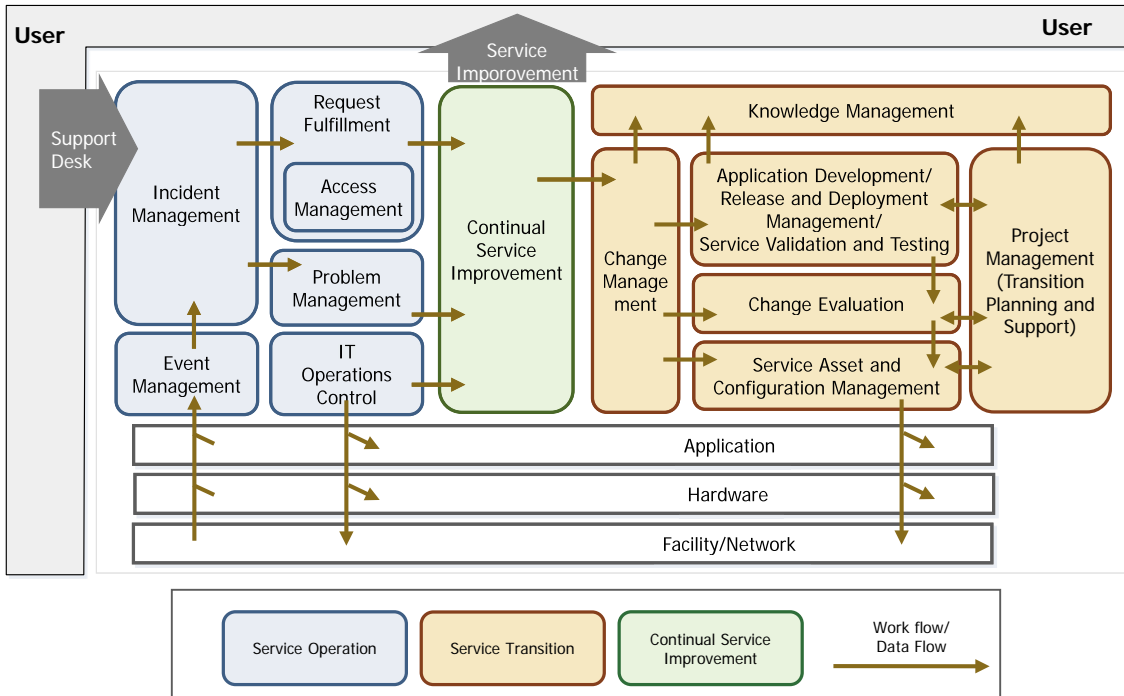 User
User
Service
Imporovement
Support
Desk
Incident
Management
Request
Fulfillment
Access
Management
Problem
Management
Event
Management
IT
Operations
Control
Continual
Service
Improvement
Knowledge Management
Change
Manage
ment
Application Development/
Release and Deployment
Management/
Service Validation and Testing
Change Evaluation
Service Asset and
Configuration Management
Project
Management
(Transition
Planning and
Support)
Application
Hardware
Facility/Network
Service Operation
Service Transition
Continual Service
Improvement
Work flow/
Data Flow